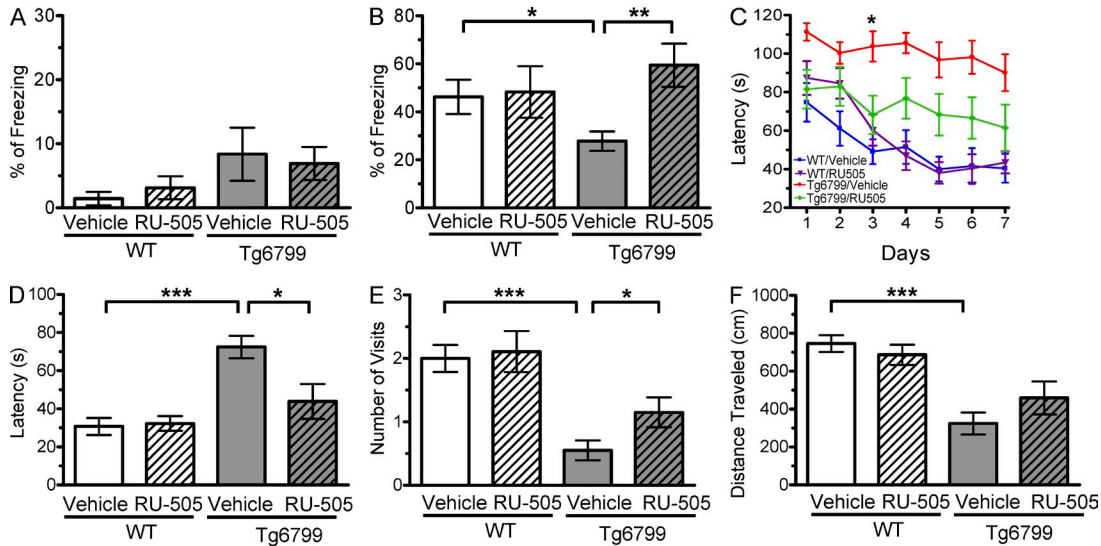 A
% of Freezing
30
20
10
0
Vehicle RU-505 Vehicle RU-505
WT Tg6799
B
% of Freezing
80
60
40
20
0
* **
Vehicle RU-505 Vehicle RU-505
WT Tg6799
C
Latency (s)
120
100
80
60
40
20
*
WT/Vehicle
WT/RU505
Tg6799/Vehicle
Tg6799/RU505
1 2 3 4 5 6 7
Days
D
Latency (s)
100
80
60
40
20
0
*** *
Vehicle RU-505 Vehicle RU-505
WT Tg6799
E
Number of Visits
3
2
1
0
*** *
Vehicle RU-505 Vehicle RU-505
WT Tg6799
F
Distance Traveled (cm)
1000
800
600
400
200
0
***
Vehicle RU-505 Vehicle RU-505
WT Tg6799